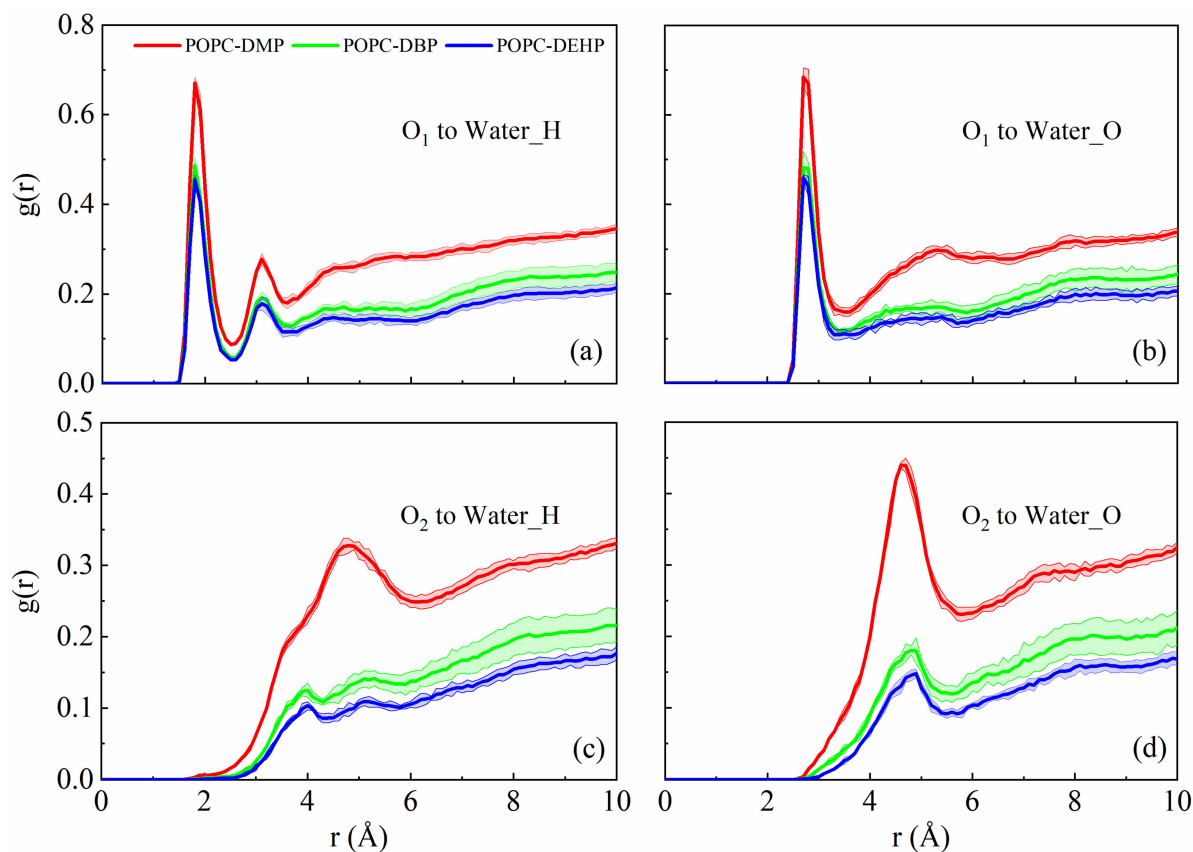 POPC-DMP POPC-DBP POPC-DEHP
0.8
0.6
0.4
0.2
0.0
g(r)
O₁ to Water_H
(a)
O₁ to Water_O
(b)
0.5
0.4
0.3
0.2
0.1
0.0
g(r)
O₂ to Water_H
(c)
0 2 4 6 8 10
r (Å)
O₂ to Water_O
(d)
0 2 4 6 8 10
r (Å)